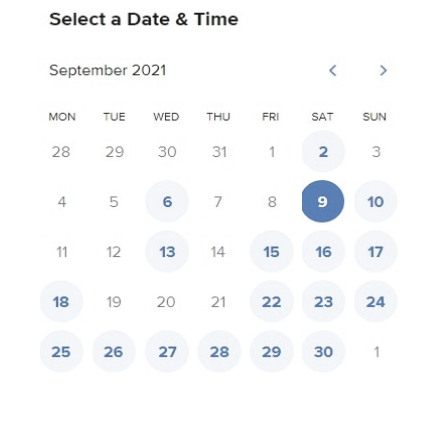 Select a Date & Time
September 2021
MON TUE WED THU FRI SAT SUN
28 29 30 31 1 2 3
4 5 6 7 8 9 10
11 12 13 14 15 16 17
18 19 20 21 22 23 24
25 26 27 28 29 30 1